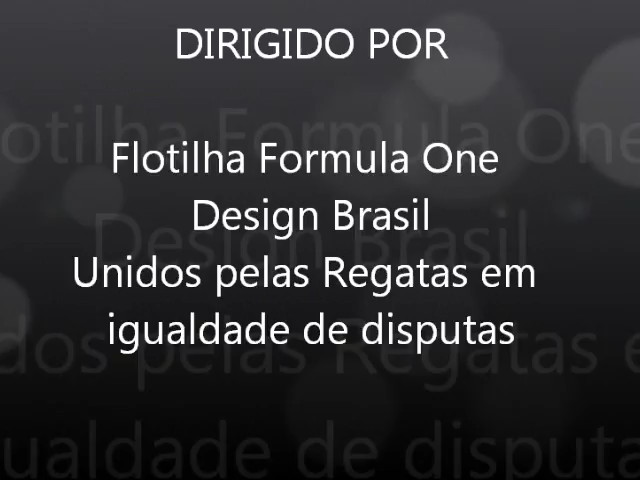 DIRIGIDO POR
Flotilha Formula One
Design Brasil
Unidos pelas Regatas em
igualdade de disputas